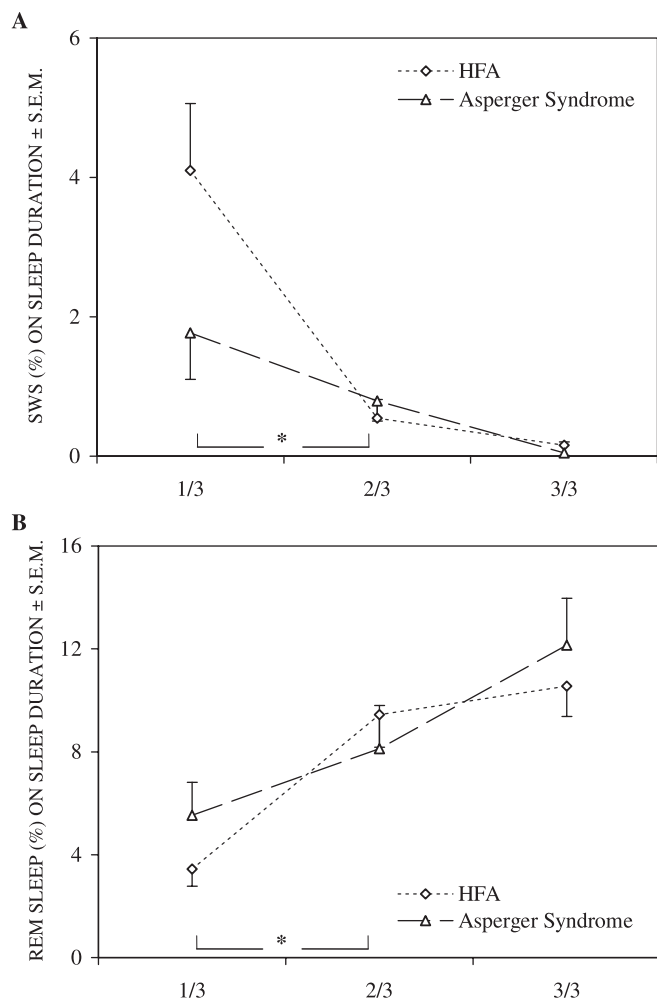 A
SWS (%) ON SLEEP DURATION ± S.E.M.
6
4
2
0
HFA
Asperger Syndrome
*
1/3 2/3 3/3
B
REM SLEEP (%) ON SLEEP DURATION ± S.E.M.
16
12
8
4
0
HFA
Asperger Syndrome
*
1/3 2/3 3/3